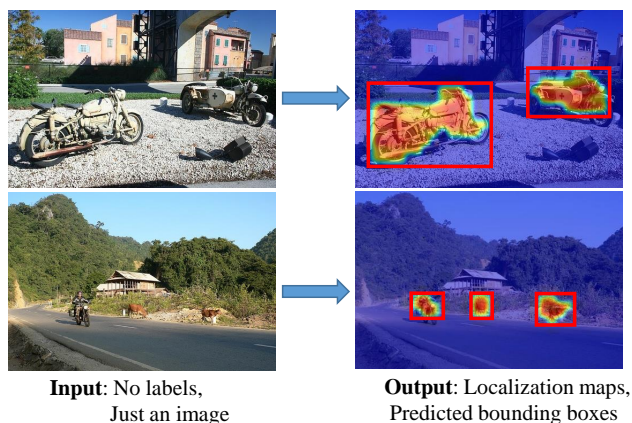 Input: No labels,
Just an image
Output: Localization maps,
Predicted bounding boxes